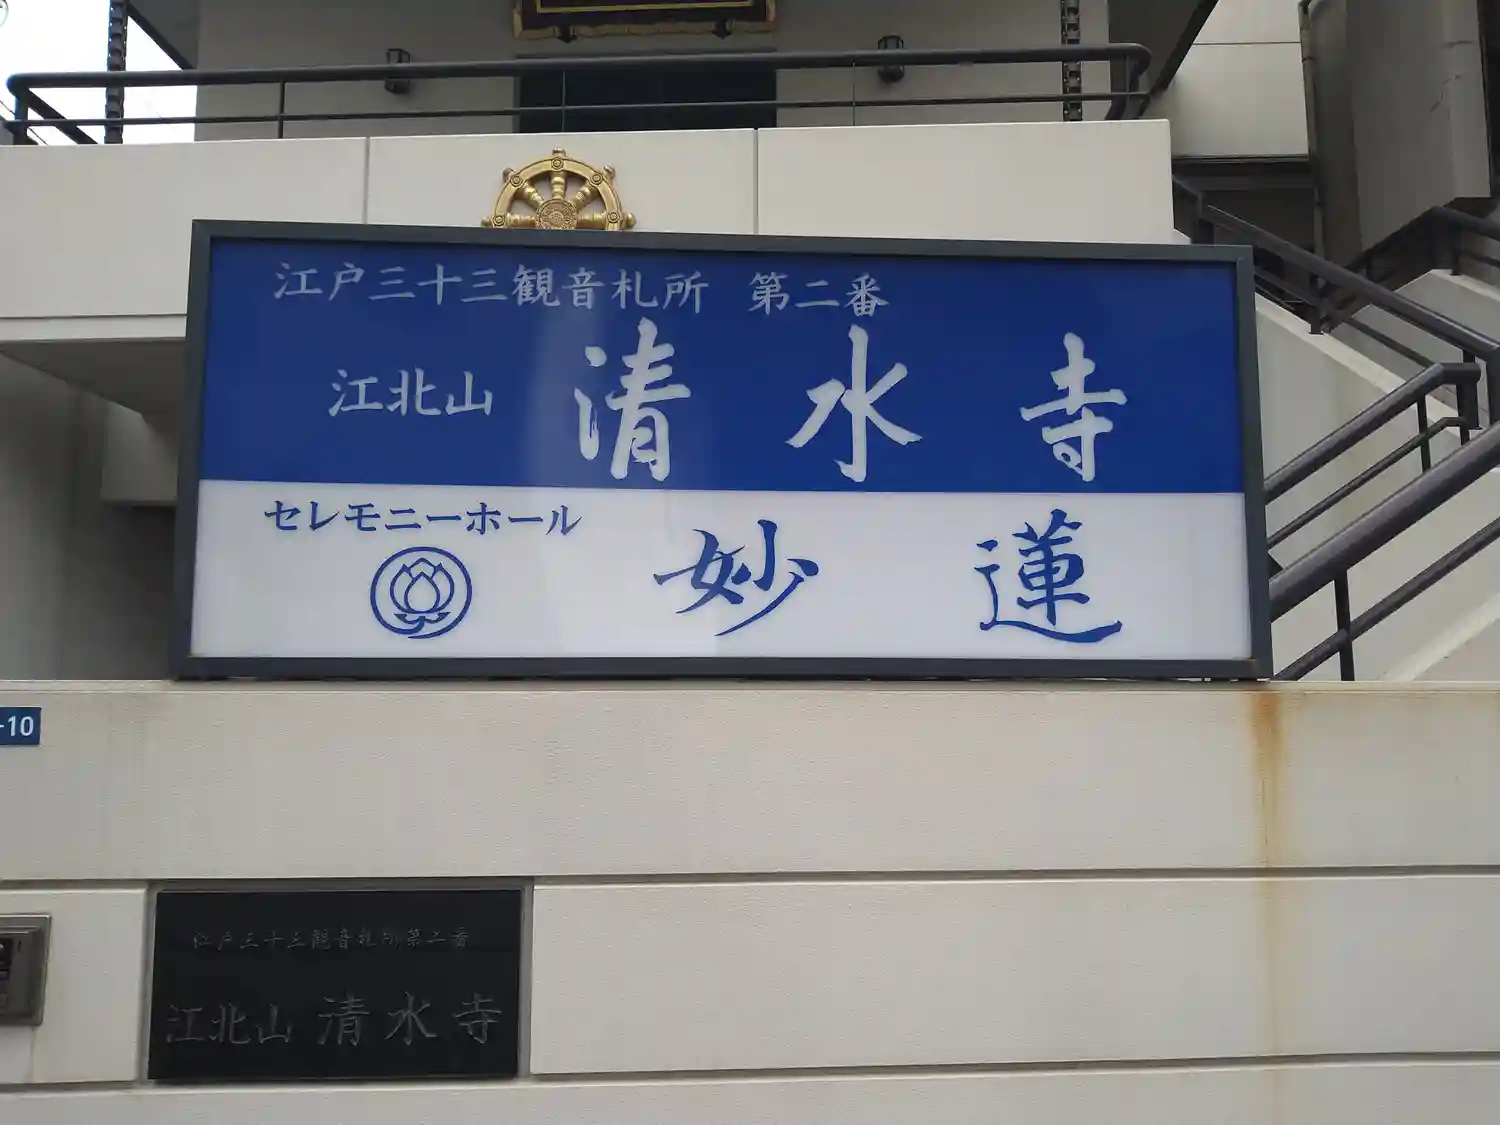 江戸三十三観音札所 第二番
江北山 清水寺
セレモニーホール
妙蓮
-10
江戸三十三観音札所第二番
江北山 清水寺